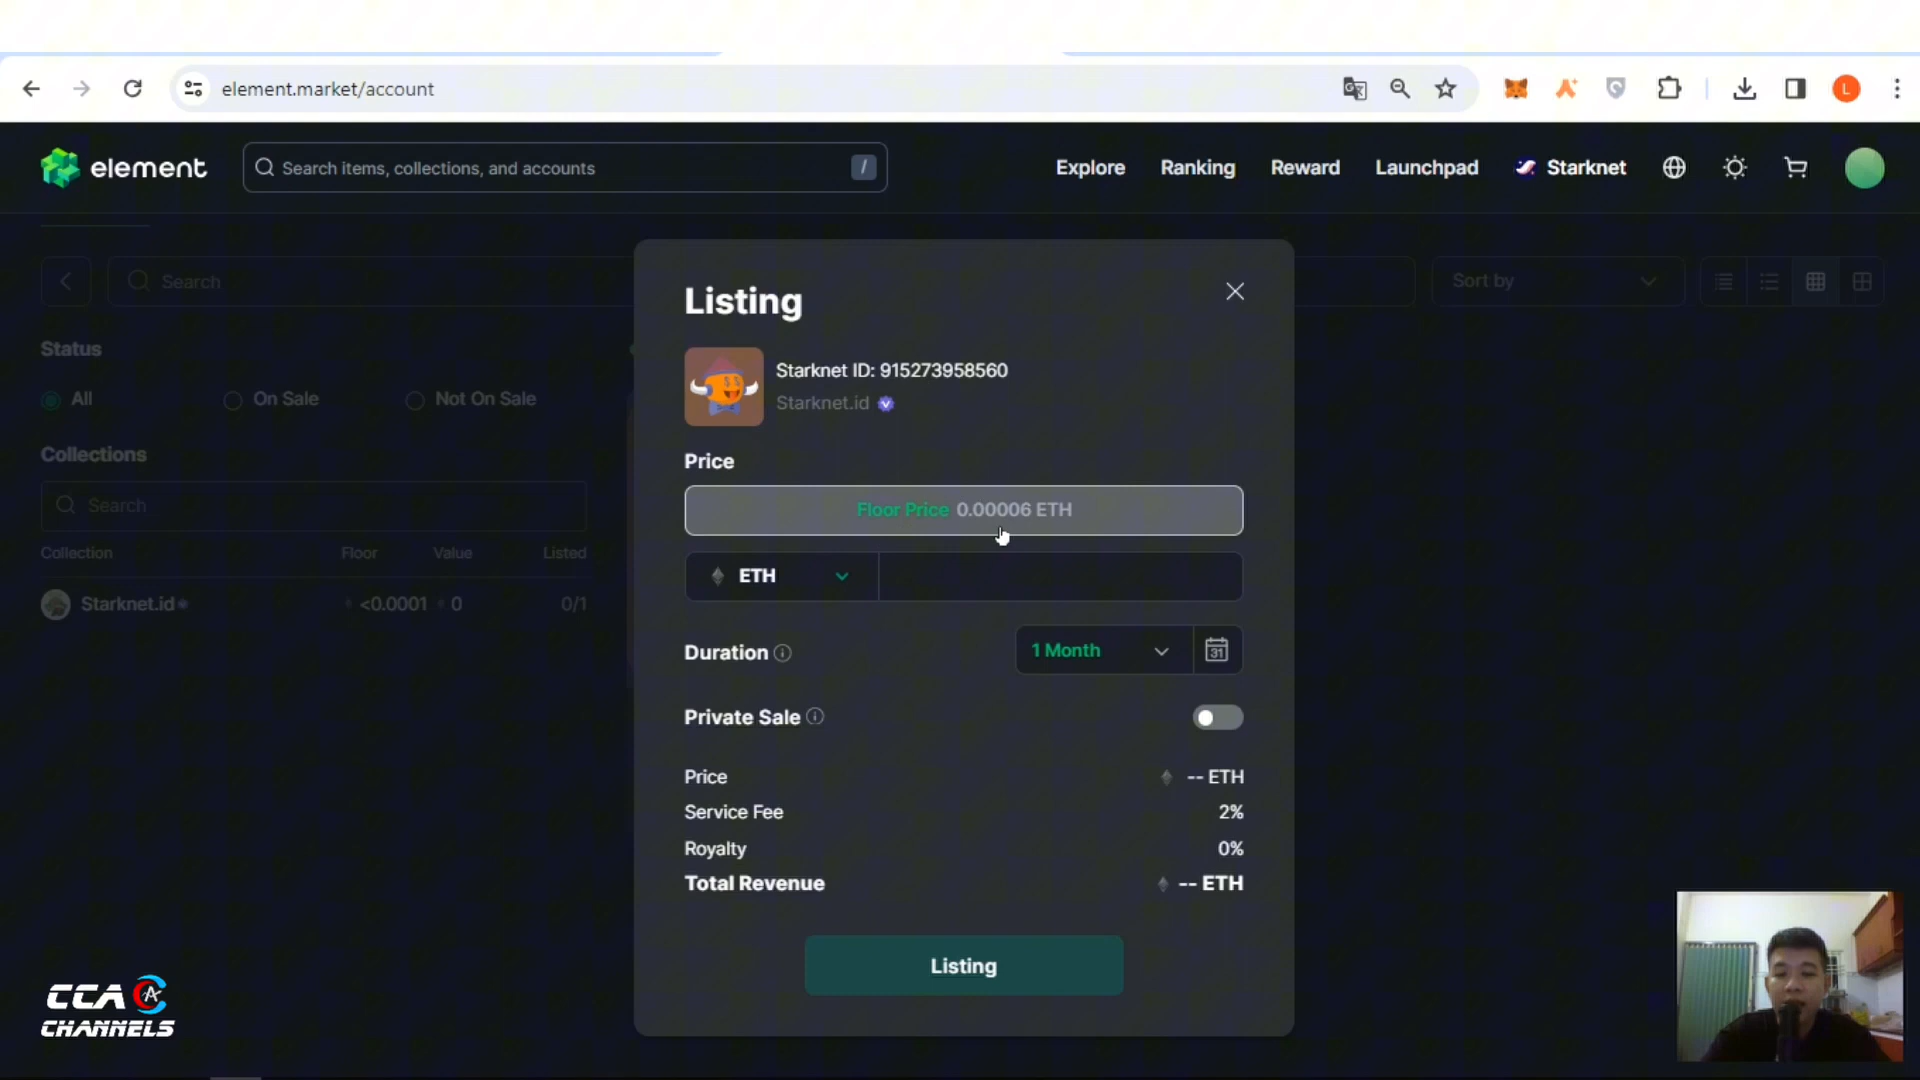 element.market/account
element
Search items, collections, and accounts
/
Explore
Ranking
Reward
Launchpad
Starknet
Search
Sort by
Status
All
On Sale
Not On Sale
Collections
Search
Collection Floor Value Listed
Starknet.id <0.0001 0 0/1
Listing
Starknet ID: 915273958560
Starknet.id
Price
Floor Price 0.00006 ETH
ETH
Duration
1 Month
31
Private Sale
Price -- ETH
Service Fee 2%
Royalty 0%
Total Revenue -- ETH
Listing
CCA CA
CHANNELS
L